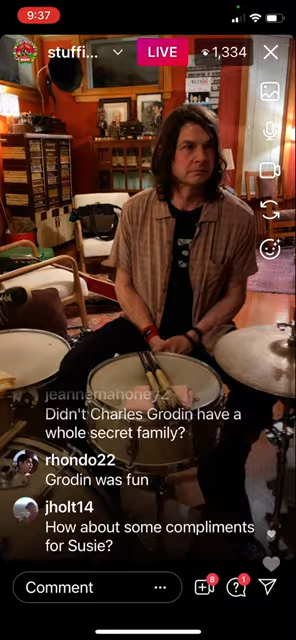 9:37
stuffi...
LIVE
1,334
jeannemahoney2
Didn't Charles Grodin have a
whole secret family?
rhondo22
Grodin was fun
jholt14
How about some compliments
for Susie?
Comment
8
1